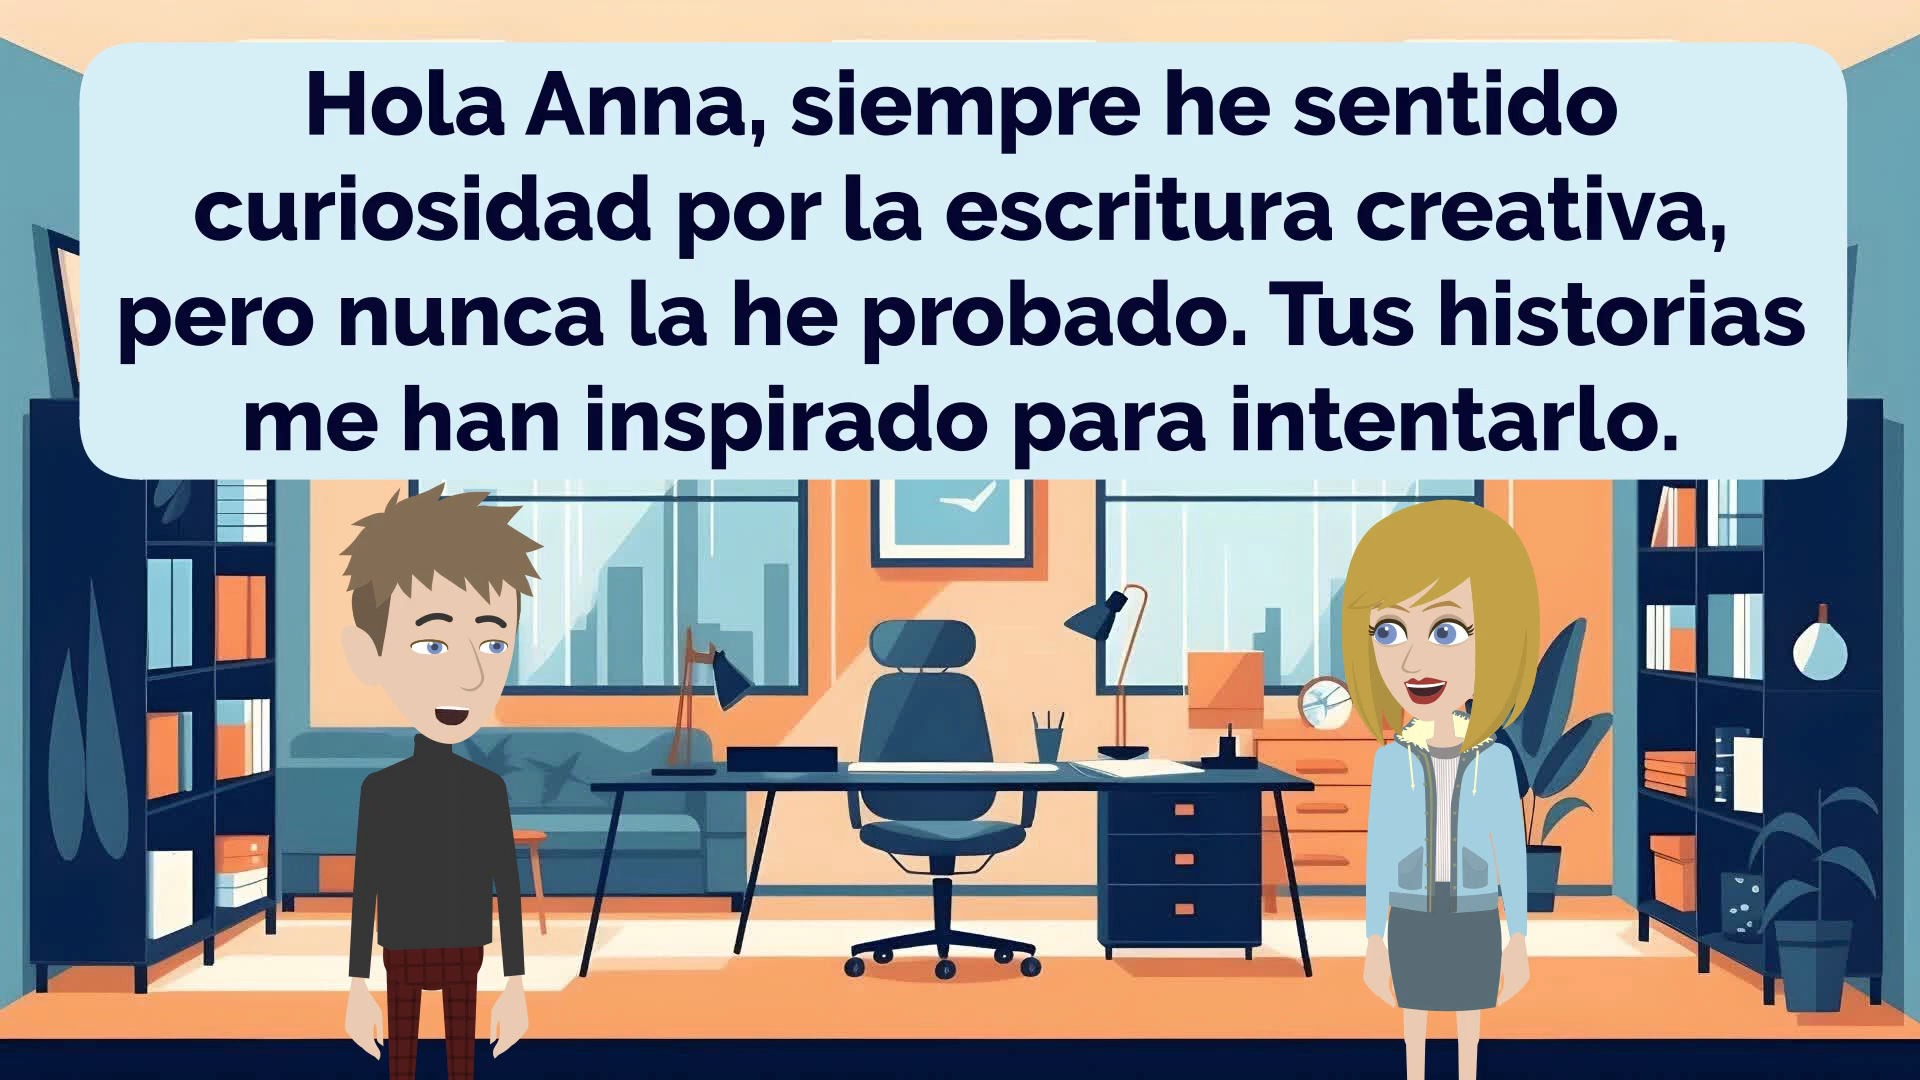 Hola Anna, siempre he sentido
curiosidad por la escritura creativa,
pero nunca la he probado. Tus historias
me han inspirado para intentarlo.